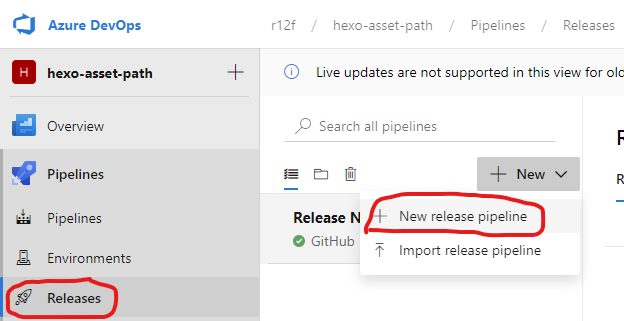 Azure DevOps
r12f / hexo-asset-path / Pipelines / Releases
H hexo-asset-path
Live updates are not supported in this view for old
Overview
Search all pipelines
Pipelines
New
Release N
New release pipeline
Pipelines
GitHub
Import release pipeline
Environments
Releases